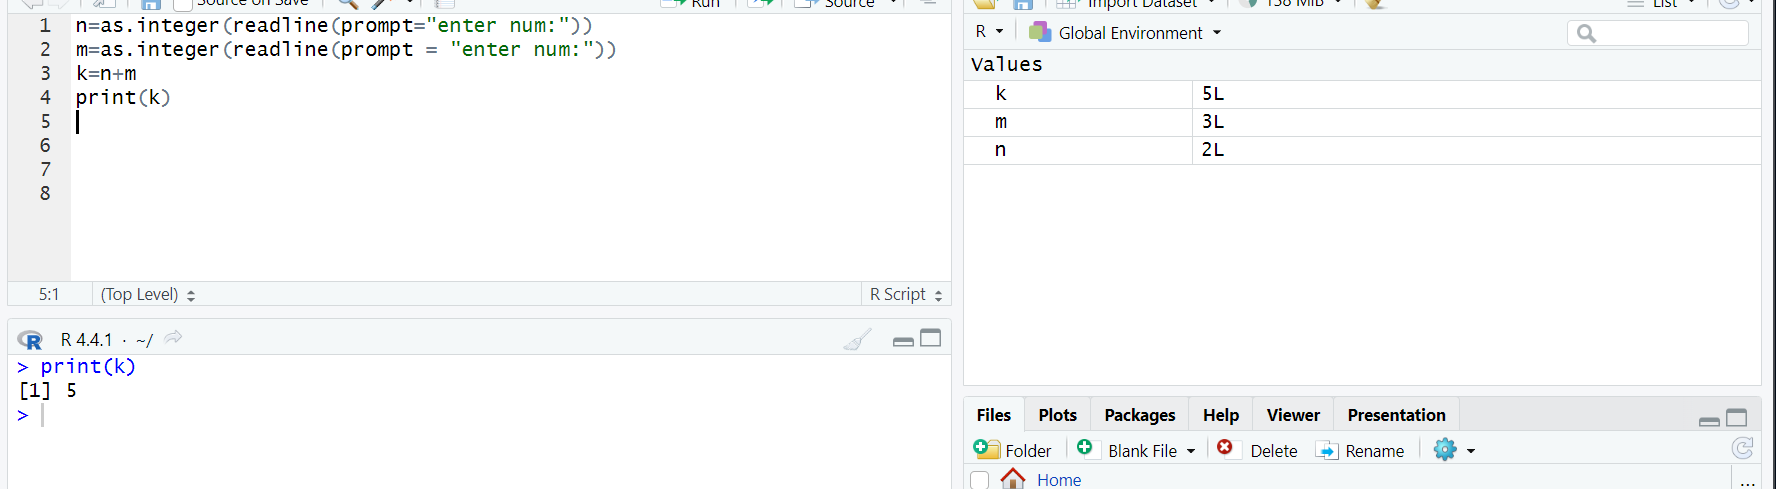 Source on Save
Run
Source
1 n=as.integer(readline(prompt="enter num:"))
2 m=as.integer(readline(prompt = "enter num:"))
3 k=n+m
4 print(k)
5
6
7
8
5:1 (Top Level) R Script
R 4.4.1 · ~/
> print(k)
[1] 5
>
Import Dataset 138 MiB List
R Global Environment
Values
k 5L
m 3L
n 2L
Files Plots Packages Help Viewer Presentation
Folder Blank File Delete Rename
Home ...